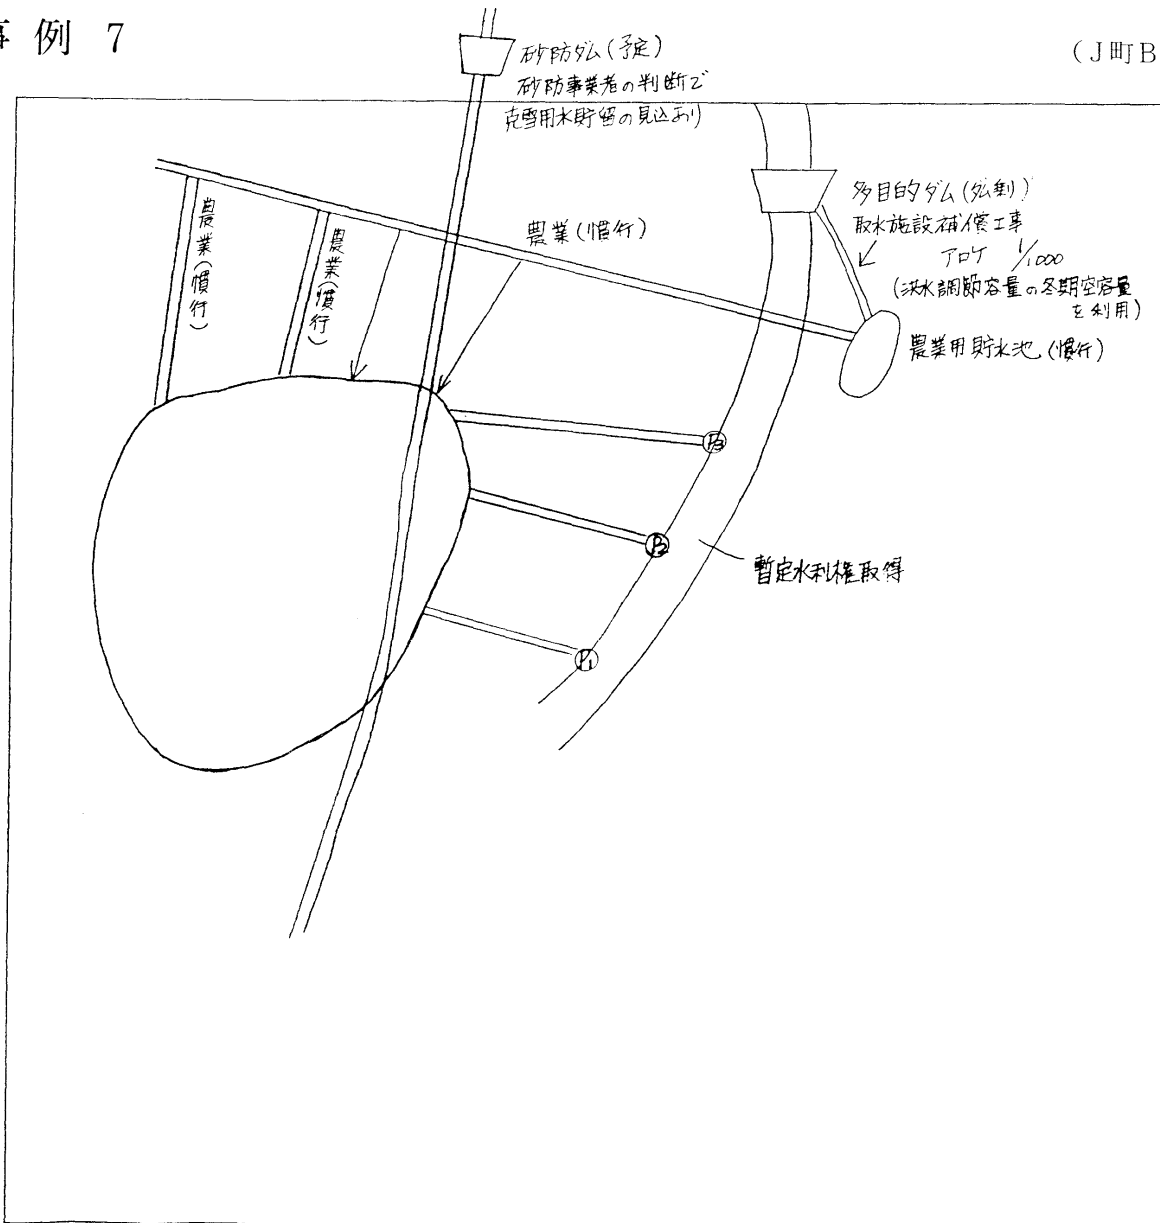 事例 7
(J町B
砂防ダム(予定)
砂防事業者の判断で
克雪用水貯留の見込あり
多目的ダム(ダム剣)
取水施設補償工事
アロケ 1/1000
(洪水調節容量の冬期空容量
を利用)
農業用貯水池(慣行)
農業(慣行)
農業(慣行)
農業(慣行)
P3
P2
P1
暫定水利権取得